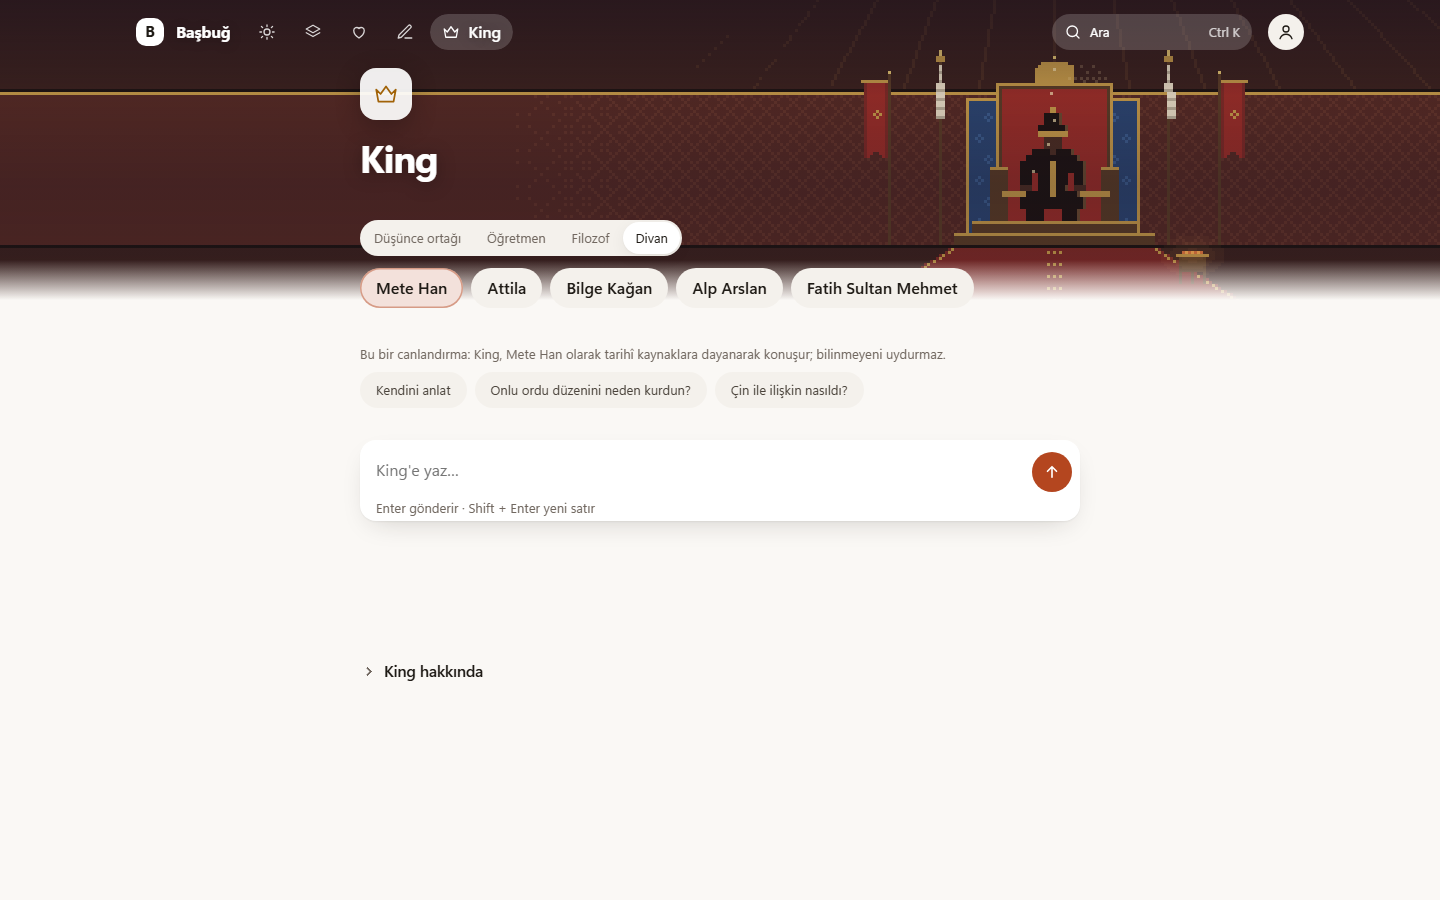 B Başbuğ King Ara Ctrl K
King
Düşünce ortağı Öğretmen Filozof Divan
Mete Han Attila Bilge Kağan Alp Arslan Fatih Sultan Mehmet
Bu bir canlandırma: King, Mete Han olarak tarihî kaynaklara dayanarak konuşur; bilinmeyeni uydurmaz.
Kendini anlat Onlu ordu düzenini neden kurdun? Çin ile ilişkin nasıldı?
King'e yaz...
Enter gönderir · Shift + Enter yeni satır
King hakkında